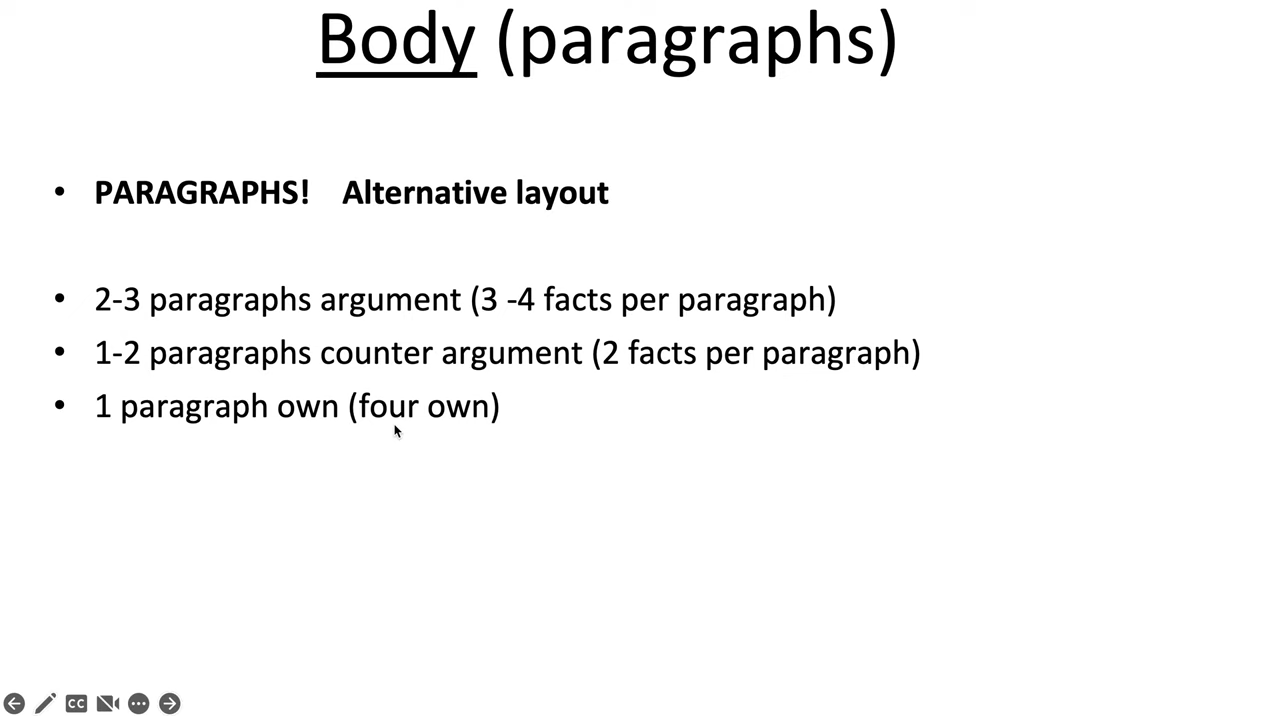 Body (paragraphs)
• PARAGRAPHS! Alternative layout
• 2-3 paragraphs argument (3 -4 facts per paragraph)
• 1-2 paragraphs counter argument (2 facts per paragraph)
• 1 paragraph own (four own)
CC